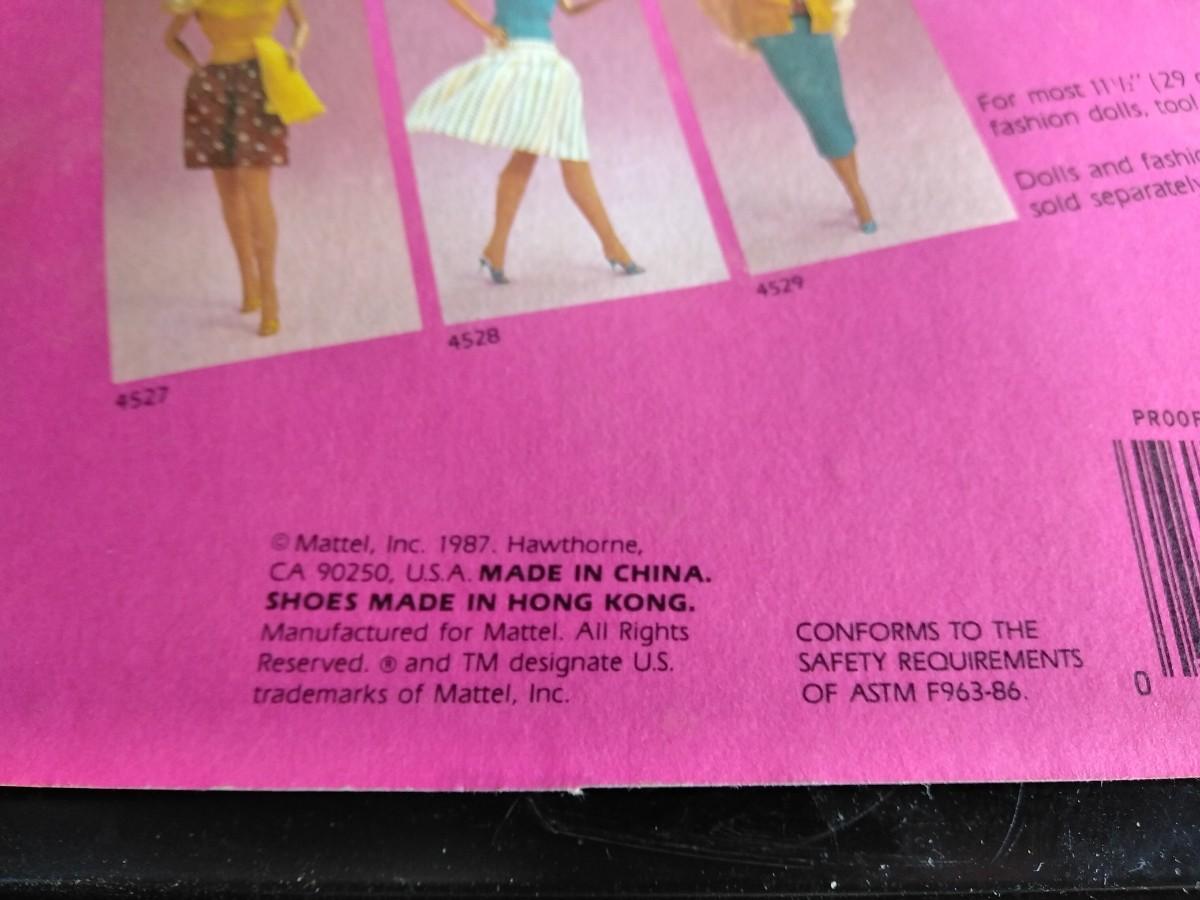 For most 11½" (29
fashion dolls, too!
Dolls and fashi
sold separately
4529
4528
4527
PROOF
© Mattel, Inc. 1987. Hawthorne,
CA 90250, U.S.A. MADE IN CHINA.
SHOES MADE IN HONG KONG.
Manufactured for Mattel. All Rights
Reserved. ® and TM designate U.S.
trademarks of Mattel, Inc.
CONFORMS TO THE
SAFETY REQUIREMENTS
OF ASTM F963-86.
0